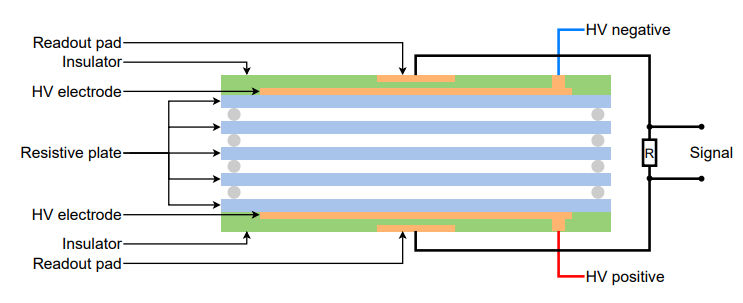 HV negative
Readout pad
Insulator
HV electrode
Resistive plate
R
Signal
HV electrode
Insulator
Readout pad
HV positive